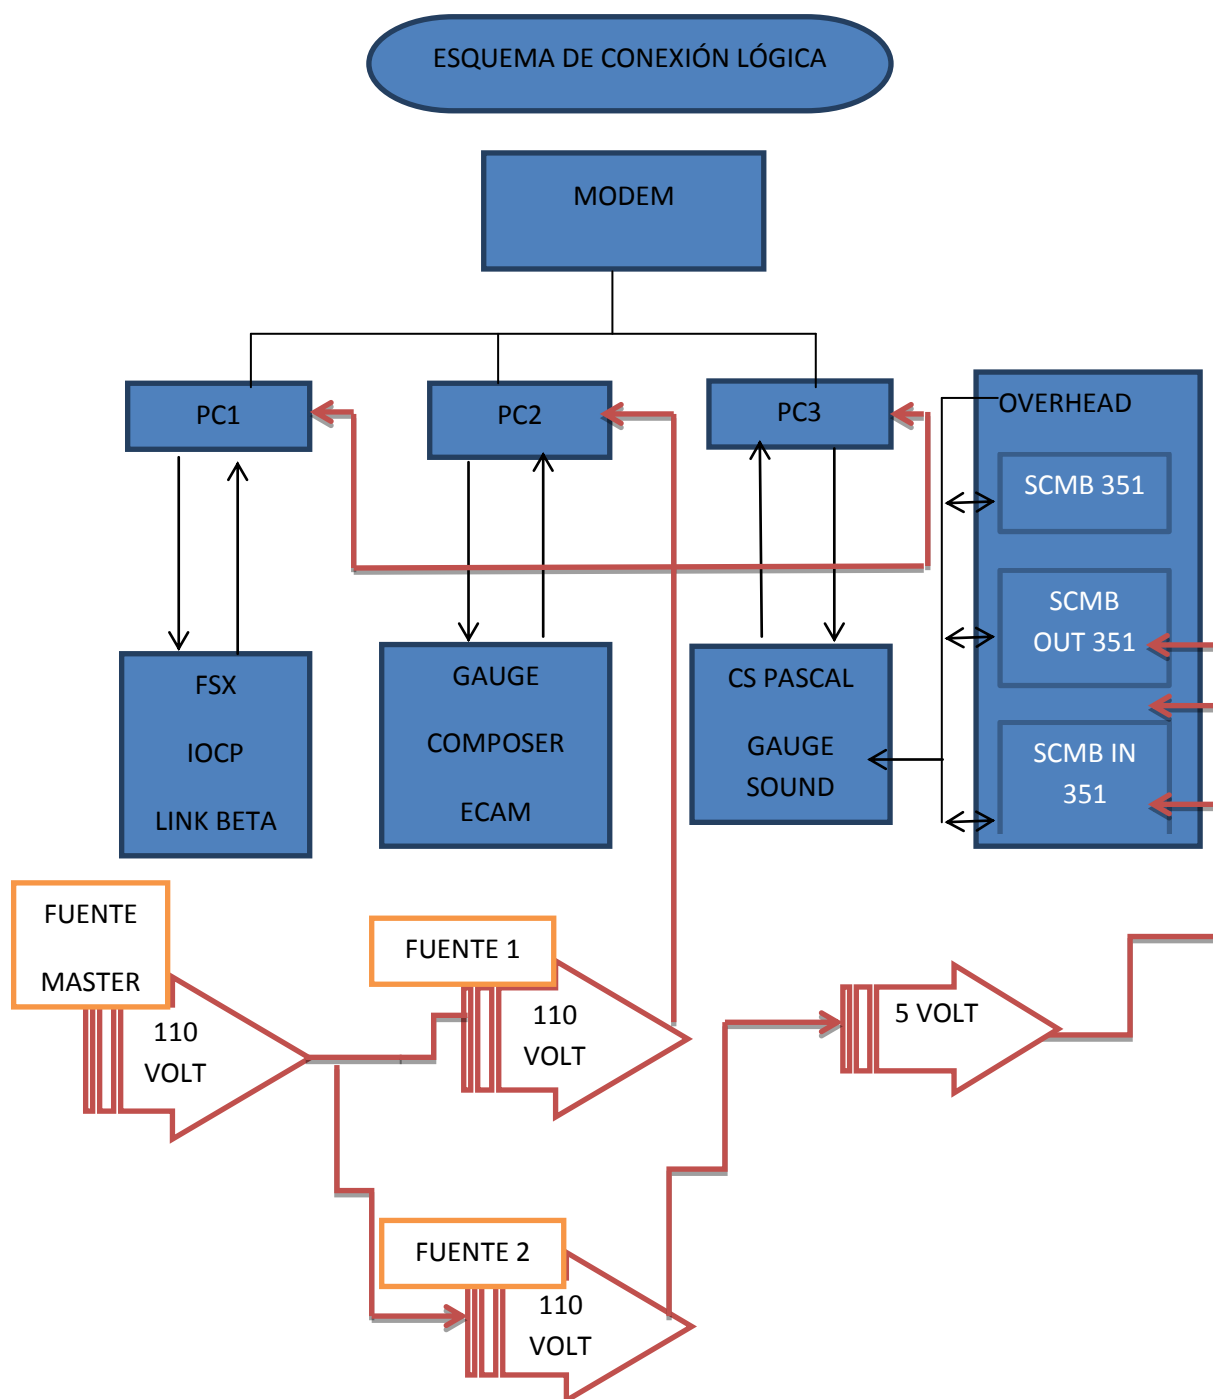 ESQUEMA DE CONEXIÓN LÓGICA
MODEM
PC1
PC2
PC3
OVERHEAD
SCMB 351
SCMB
OUT 351
SCMB IN
351
FSX
IOCP
LINK BETA
GAUGE
COMPOSER
ECAM
CS PASCAL
GAUGE
SOUND
FUENTE
MASTER
110
VOLT
FUENTE 1
110
VOLT
5 VOLT
FUENTE 2
110
VOLT